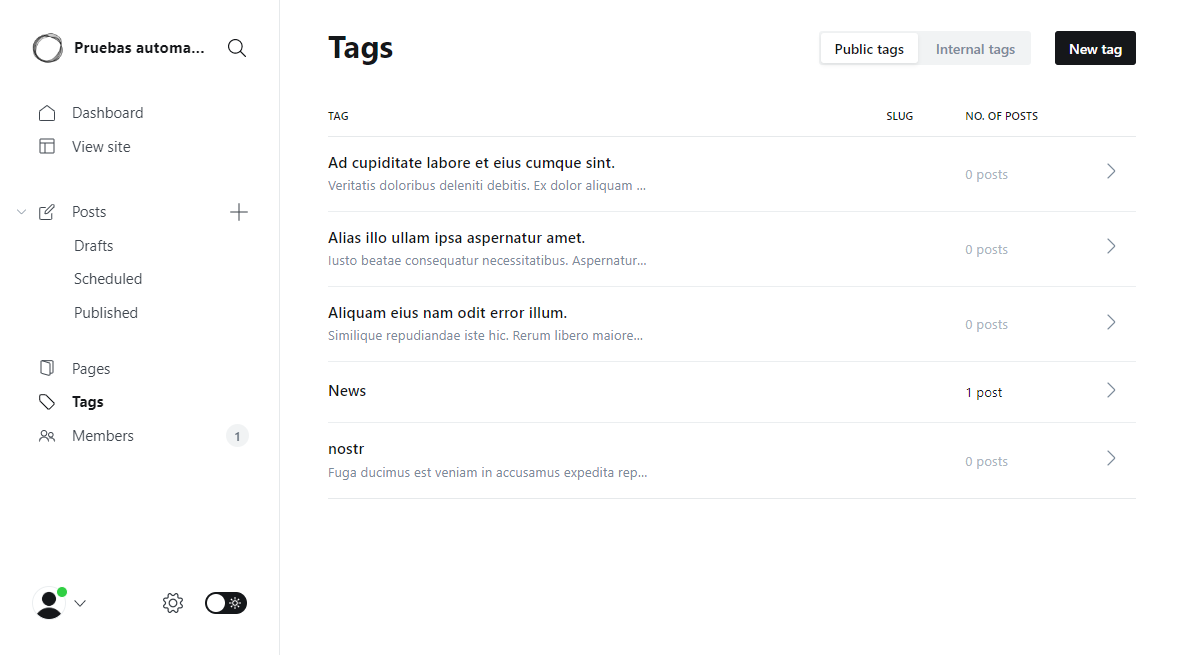 Pruebas automa...
Dashboard
View site
Posts
Drafts
Scheduled
Published
Pages
Tags
Members 1
Tags
Public tags Internal tags New tag
TAG SLUG NO. OF POSTS
Ad cupiditate labore et eius cumque sint.
Veritatis doloribus deleniti debitis. Ex dolor aliquam ...
0 posts
Alias illo ullam ipsa aspernatur amet.
Iusto beatae consequatur necessitatibus. Aspernatur...
0 posts
Aliquam eius nam odit error illum.
Similique repudiandae iste hic. Rerum libero maiore...
0 posts
News
1 post
nostr
Fuga ducimus est veniam in accusamus expedita rep...
0 posts